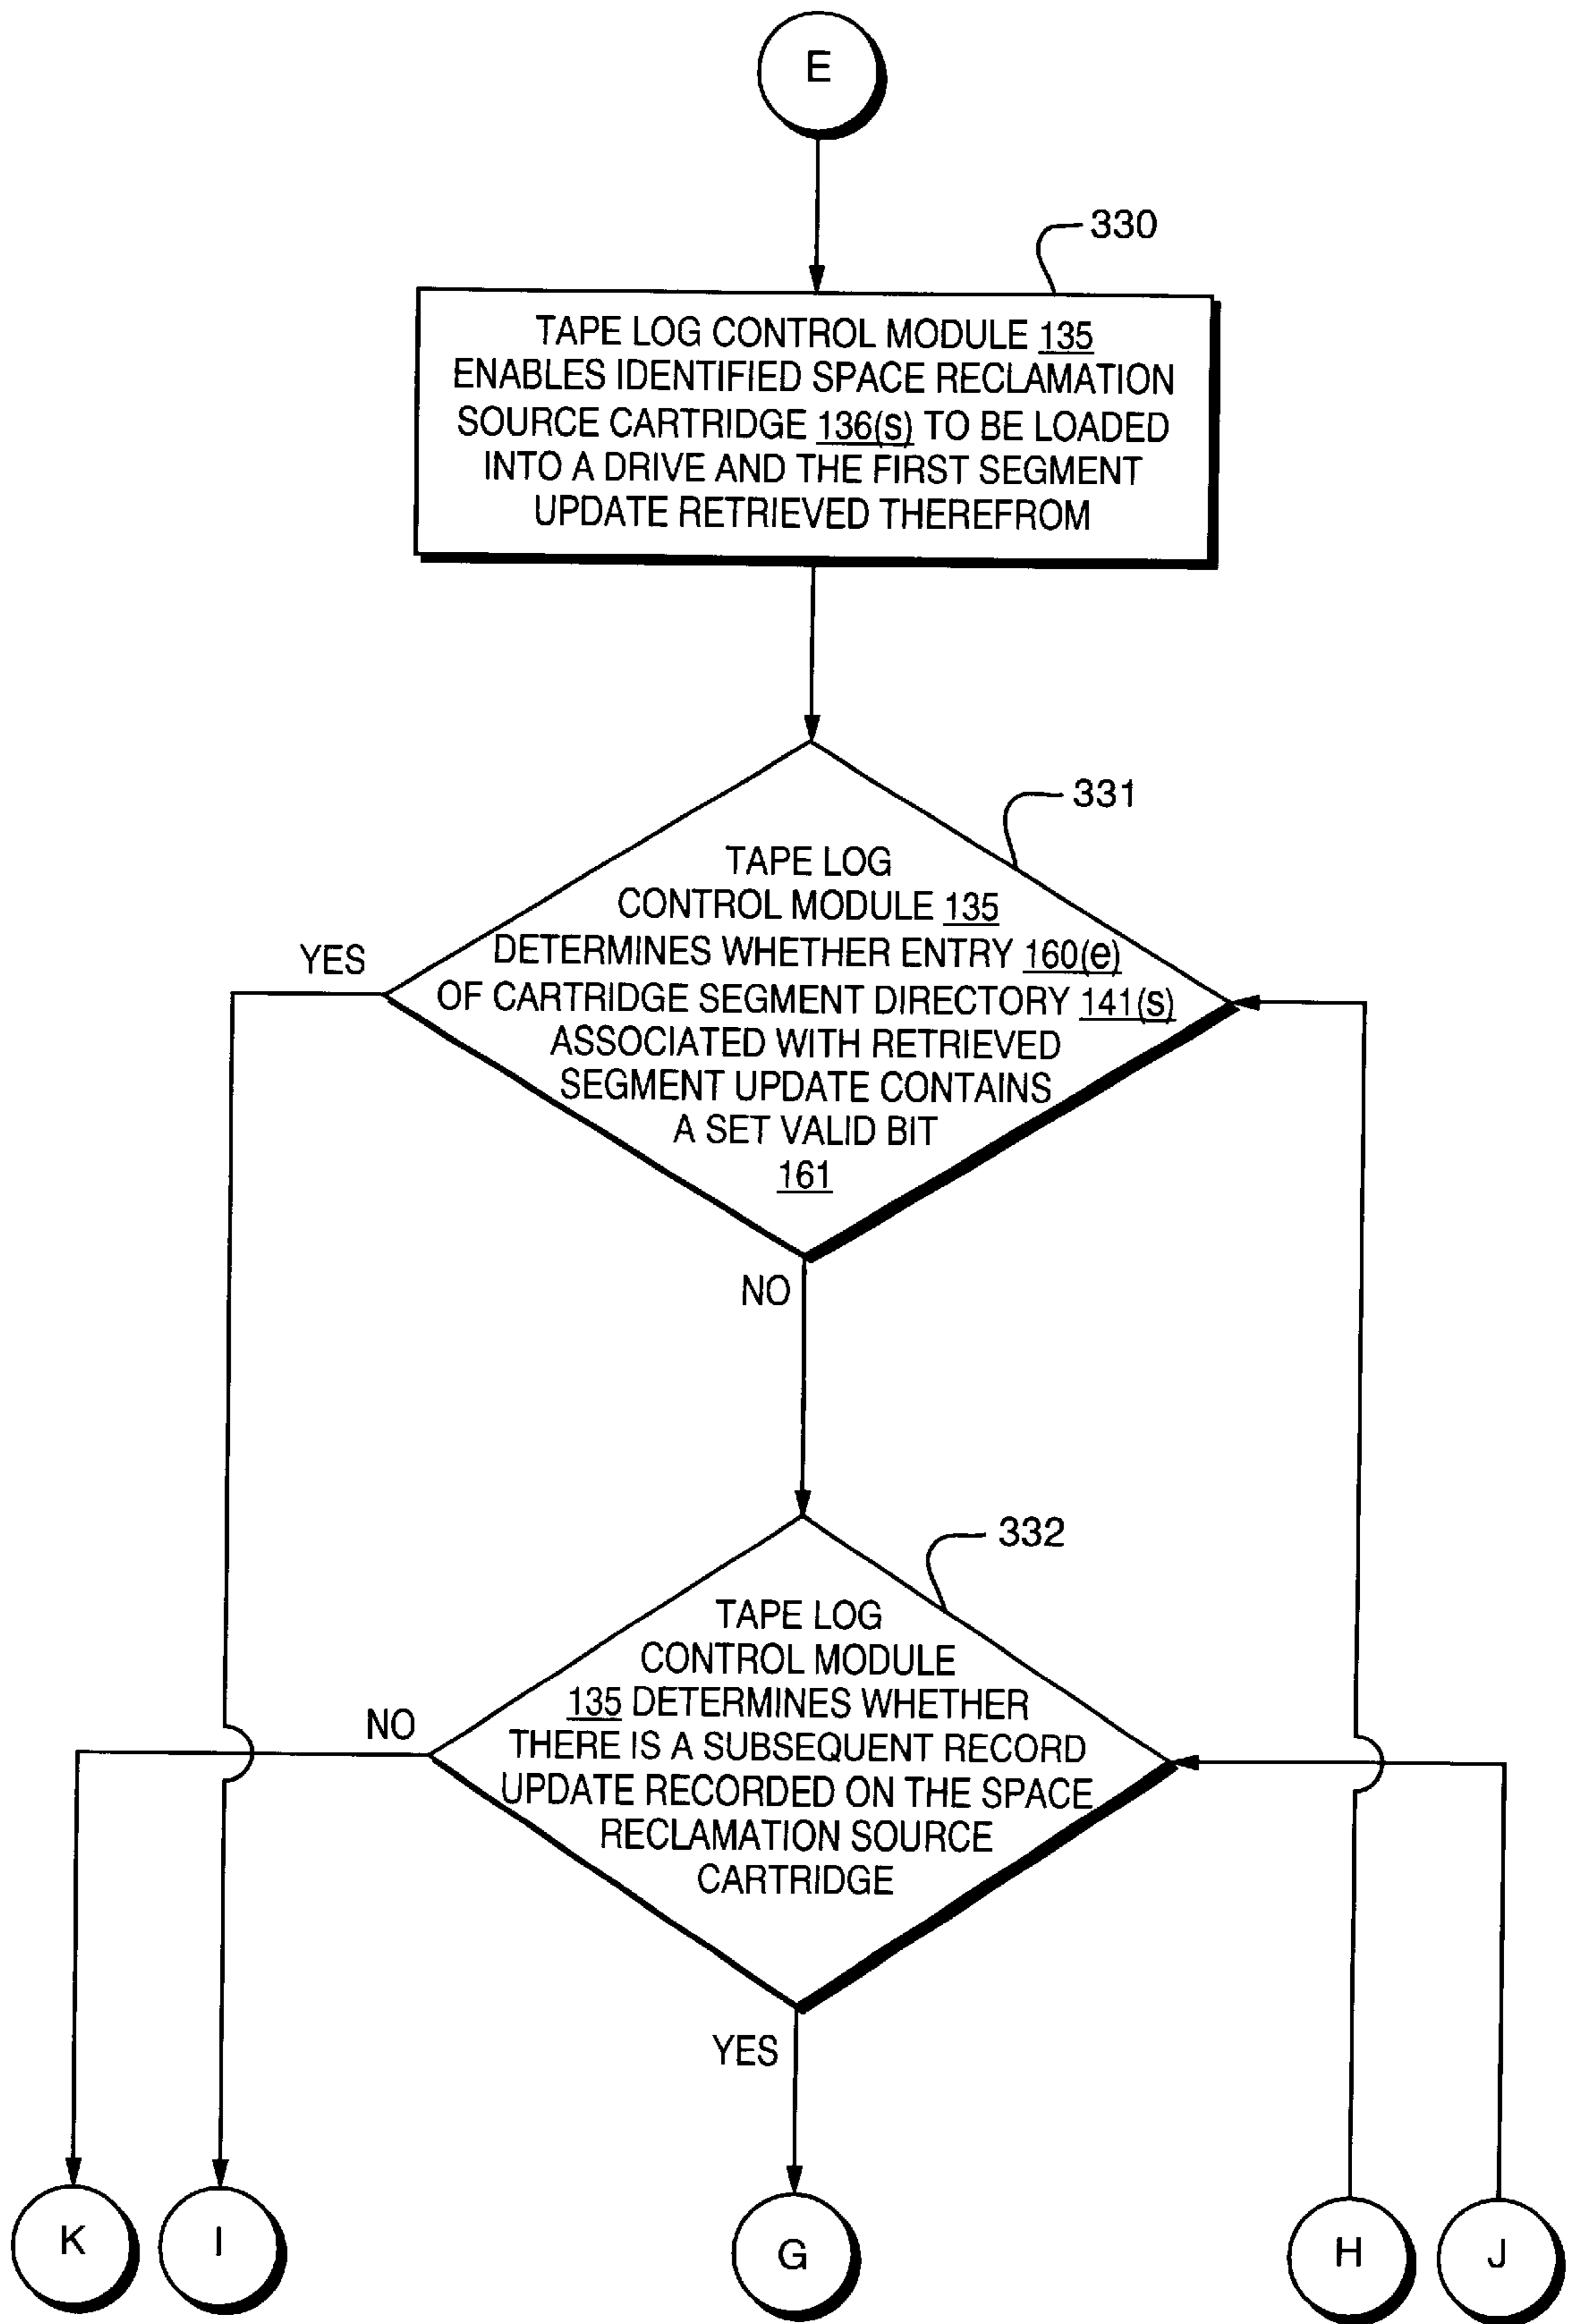 E
330
TAPE LOG CONTROL MODULE 135
ENABLES IDENTIFIED SPACE RECLAMATION
SOURCE CARTRIDGE 136(s) TO BE LOADED
INTO A DRIVE AND THE FIRST SEGMENT
UPDATE RETRIEVED THEREFROM
331
TAPE LOG
CONTROL MODULE 135
DETERMINES WHETHER ENTRY 160(e)
OF CARTRIDGE SEGMENT DIRECTORY 141(s)
ASSOCIATED WITH RETRIEVED
SEGMENT UPDATE CONTAINS
A SET VALID BIT
161
YES
NO
332
TAPE LOG
CONTROL MODULE
135 DETERMINES WHETHER
THERE IS A SUBSEQUENT RECORD
UPDATE RECORDED ON THE SPACE
RECLAMATION SOURCE
CARTRIDGE
NO
YES
K
I
G
H
J